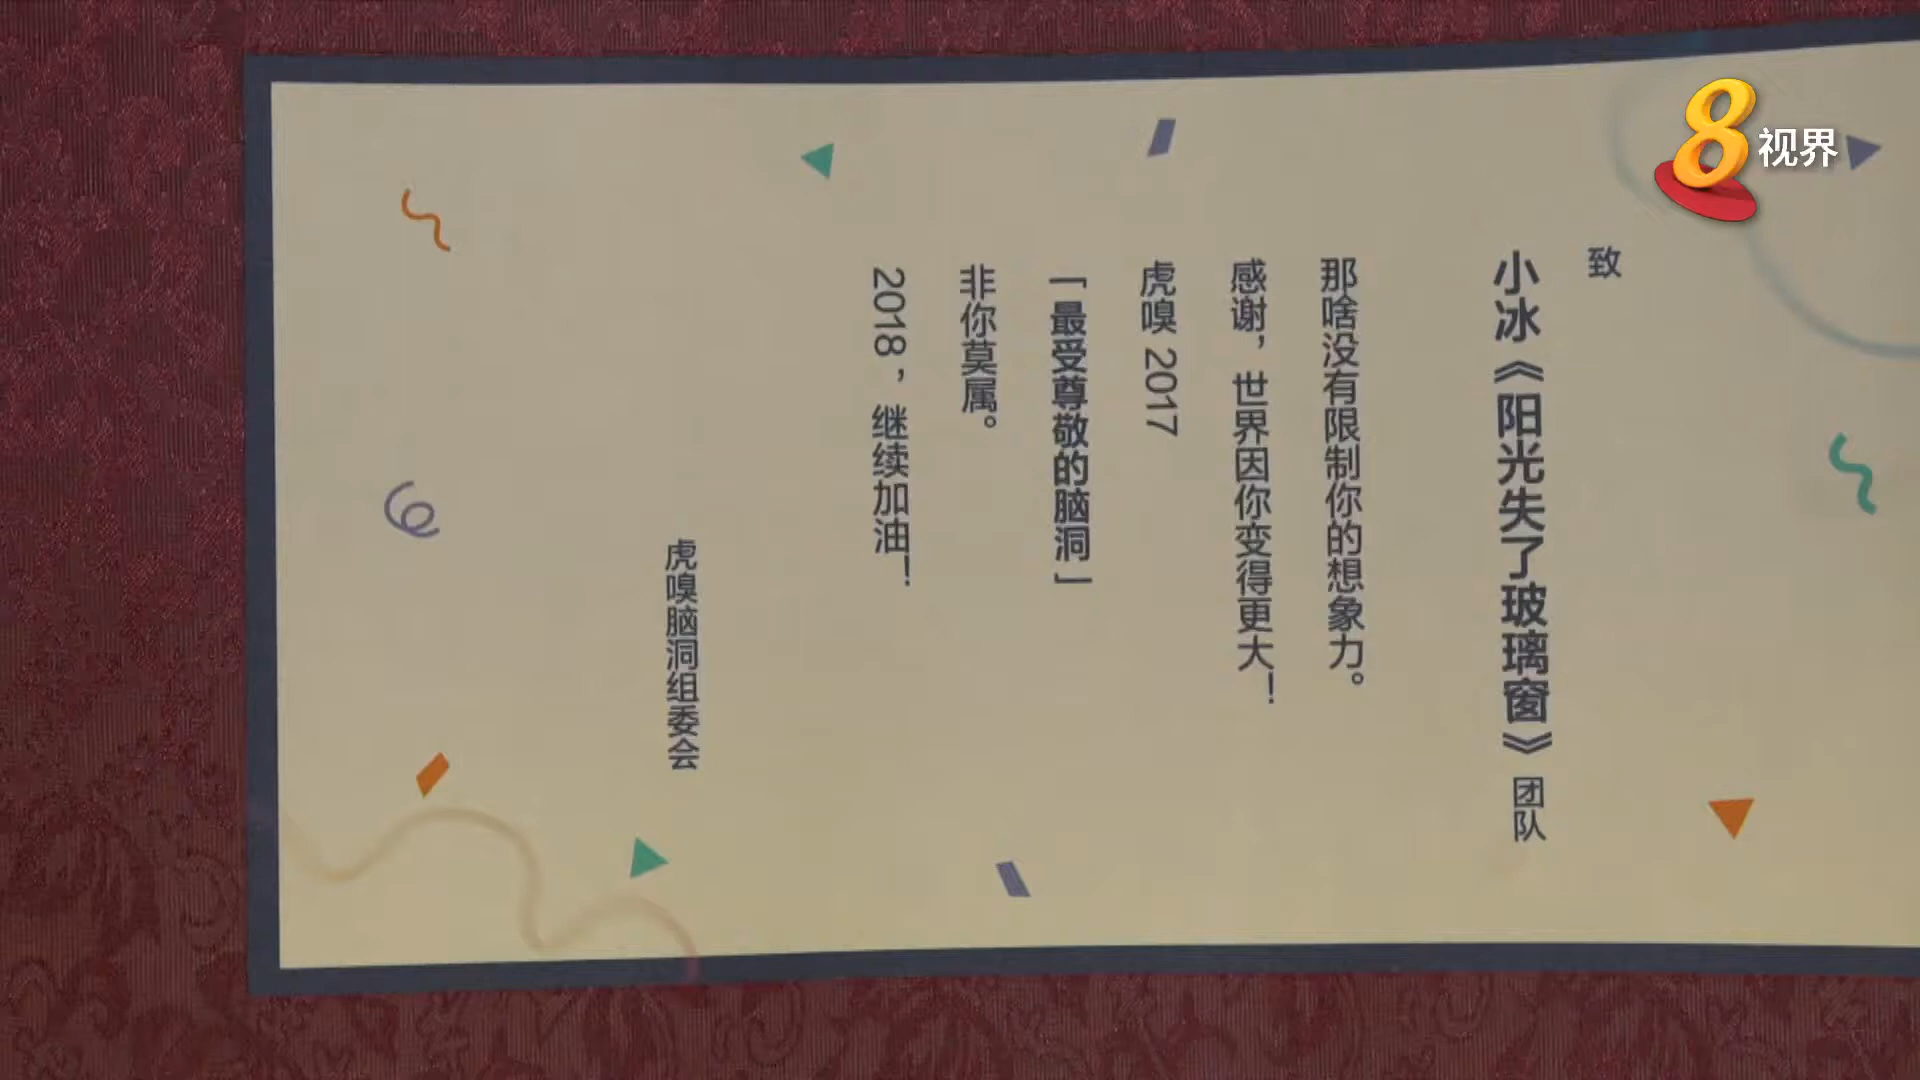 致
小冰《阳光失了玻璃窗》团队
那啥没有限制你的想象力。
感谢，世界因你变得更大！
虎嗅 2017
「最受尊敬的脑洞」
非你莫属。
2018，继续加油！
虎嗅脑洞组委会
8视界